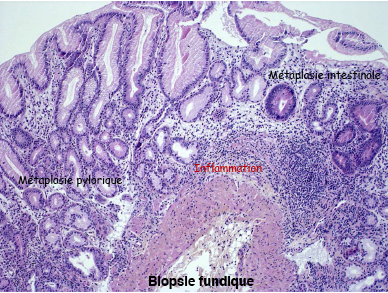 Métaplasie intestinale
Inflammation
Métaplasie pylorique
Biopsie fundique